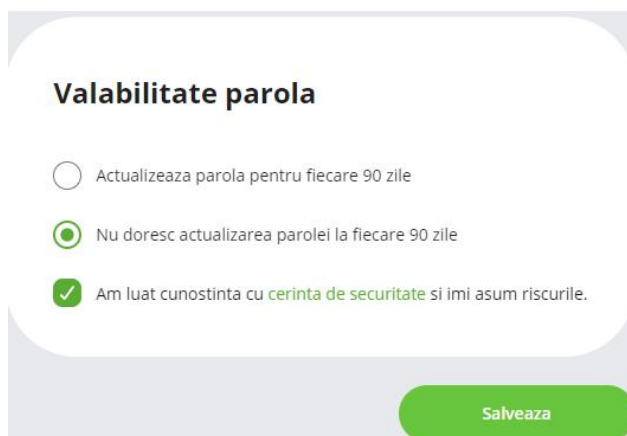 Valabilitate parola
Actualizeaza parola pentru fiecare 90 zile
Nu doresc actualizarea parolei la fiecare 90 zile
Am luat cunostinta cu cerinta de securitate si imi asum riscurile.
Salveaza